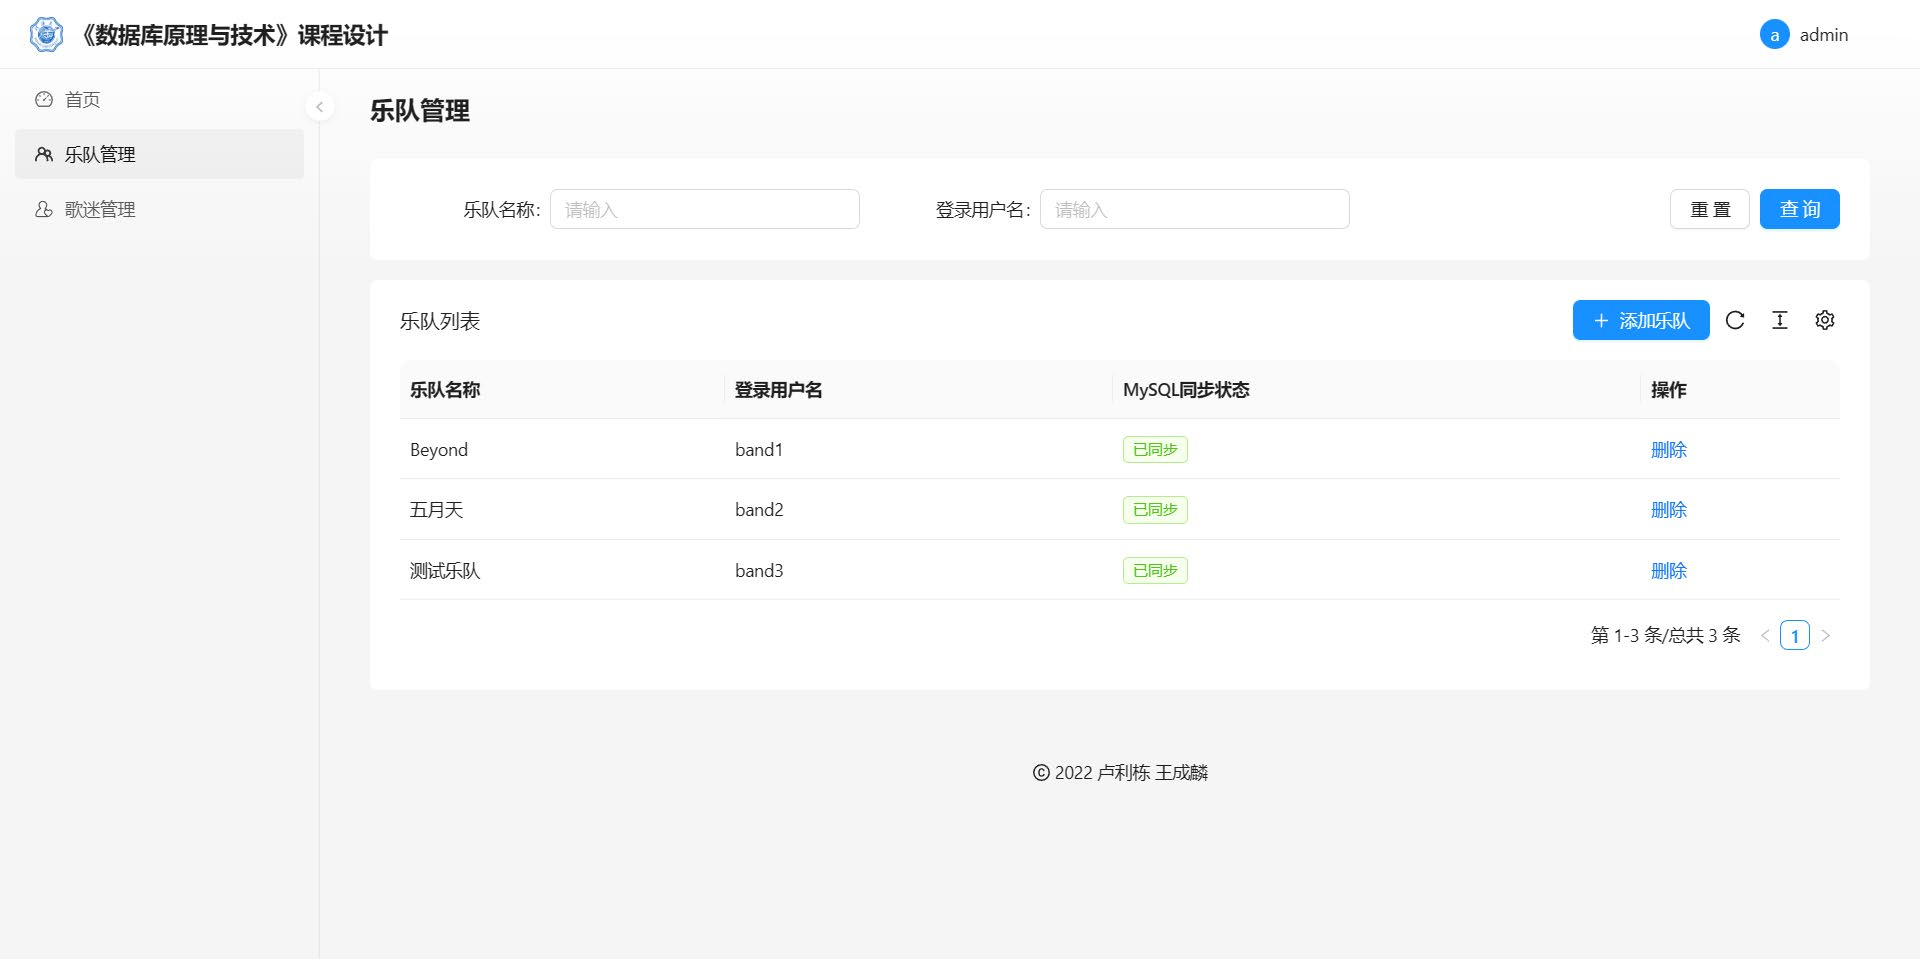 《数据库原理与技术》课程设计
a admin
首页
乐队管理
歌迷管理
乐队管理
乐队名称: 请输入 登录用户名: 请输入 重 置 查 询
乐队列表 添加乐队
乐队名称 登录用户名 MySQL同步状态 操作
Beyond band1 已同步 删除
五月天 band2 已同步 删除
测试乐队 band3 已同步 删除
第 1-3 条/总共 3 条 1
© 2022 卢利栋 王成麟